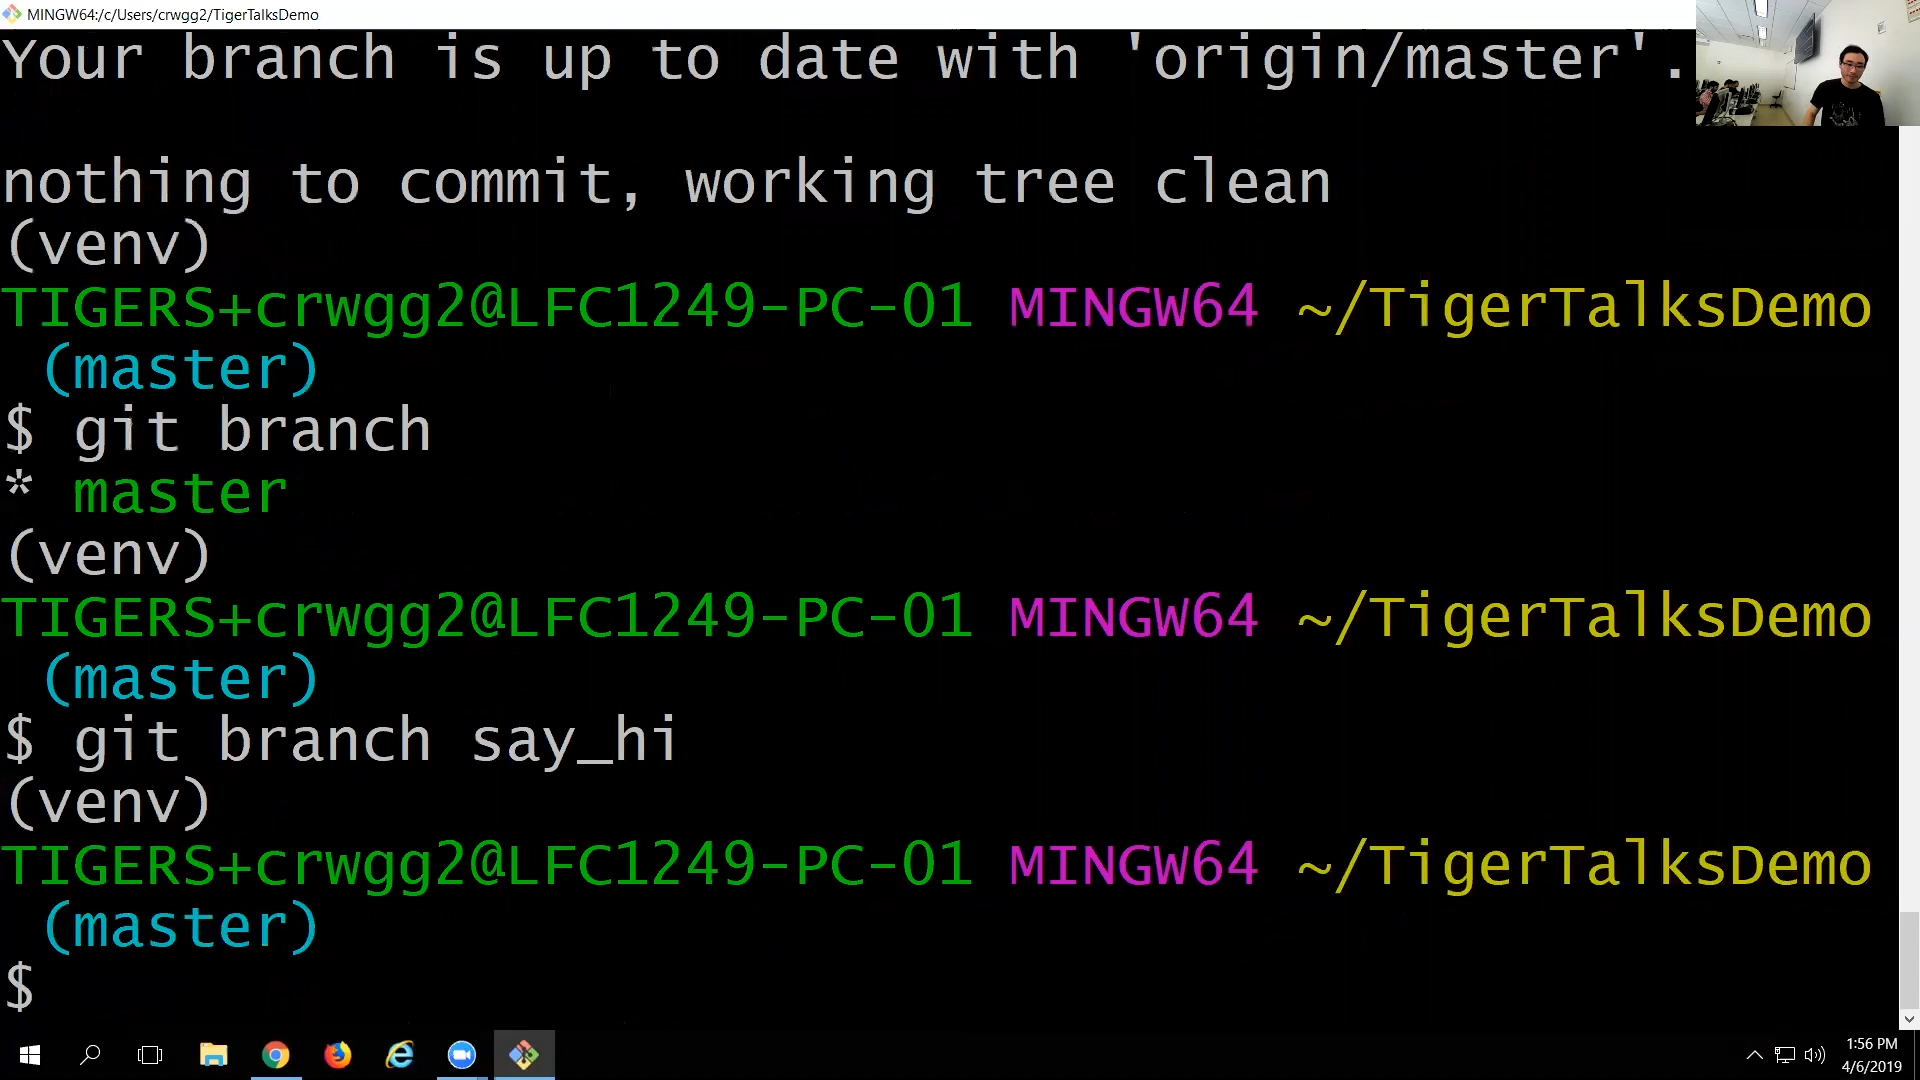 MINGW64:/c/Users/crwgg2/TigerTalksDemo
Your branch is up to date with 'origin/master'.
nothing to commit, working tree clean
(venv)
TIGERS+crwgg2@LFC1249-PC-01 MINGW64 ~/TigerTalksDemo
(master)
$ git branch
* master
(venv)
TIGERS+crwgg2@LFC1249-PC-01 MINGW64 ~/TigerTalksDemo
(master)
$ git branch say_hi
(venv)
TIGERS+crwgg2@LFC1249-PC-01 MINGW64 ~/TigerTalksDemo
(master)
$
1:56 PM
4/6/2019